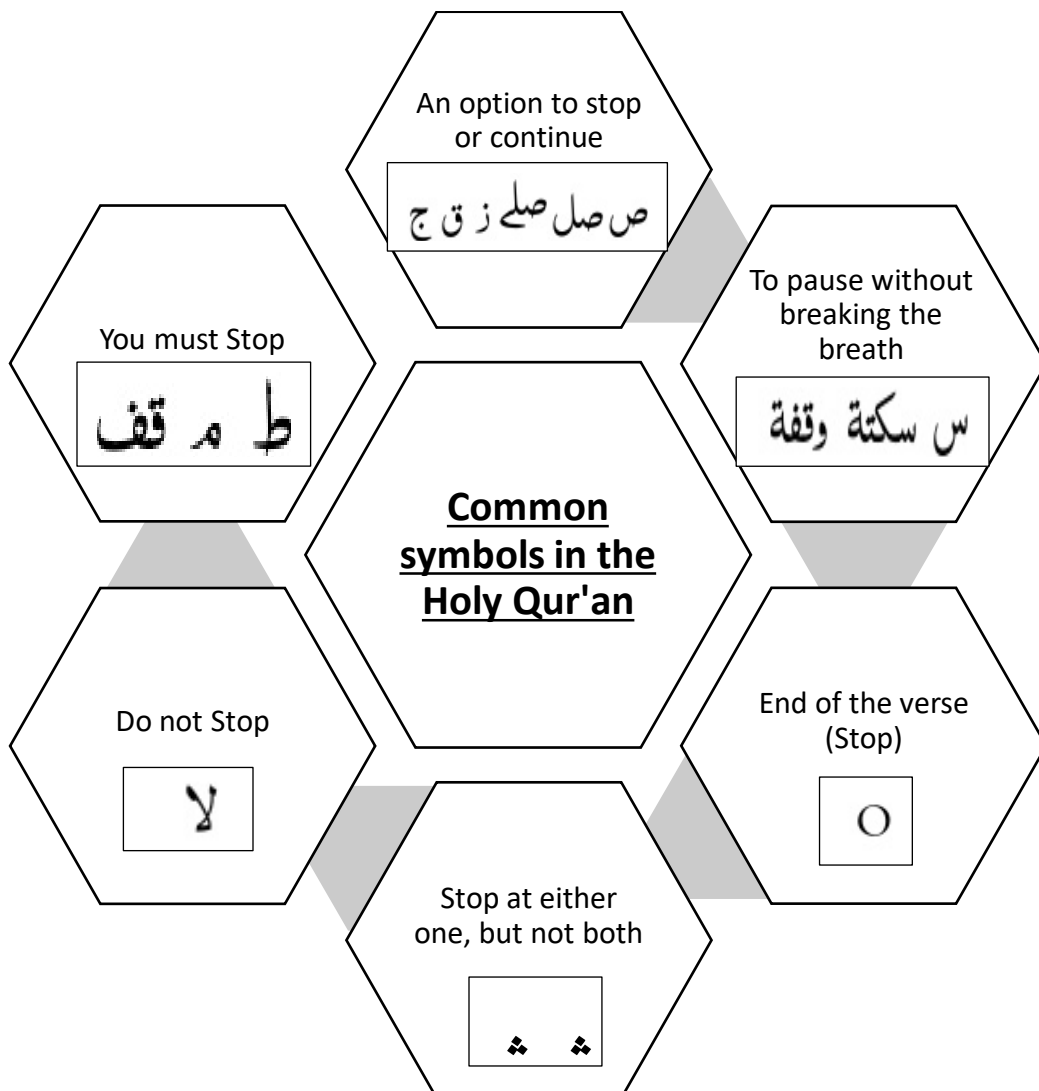 An option to stop
or continue
ص صل صلے ز ق ج
To pause without
breaking the
breath
س سكتة وقفة
End of the verse
(Stop)
O
Stop at either
one, but not both
∴ ∴
Do not Stop
لا
You must Stop
ط م قف
Common
symbols in the
Holy Qur'an